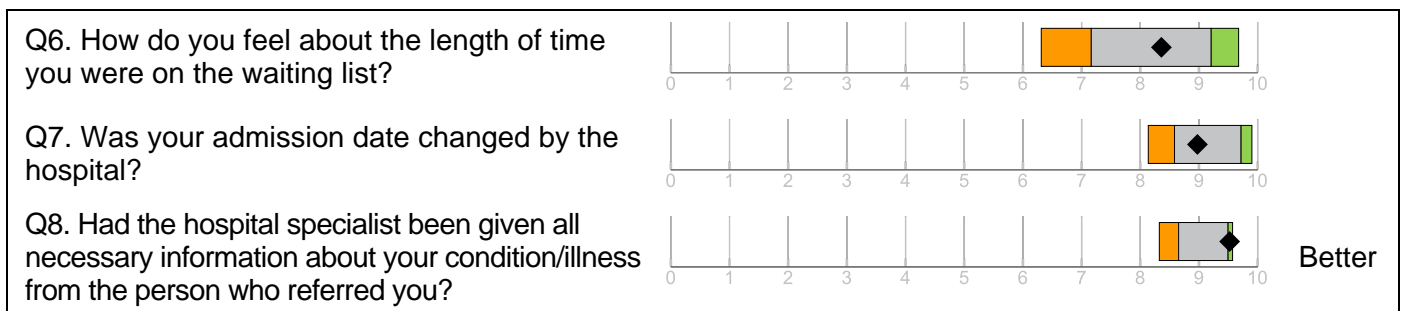 Q6. How do you feel about the length of time
you were on the waiting list?
0 1 2 3 4 5 6 7 8 9 10
Q7. Was your admission date changed by the
hospital?
0 1 2 3 4 5 6 7 8 9 10
Q8. Had the hospital specialist been given all
necessary information about your condition/illness
from the person who referred you?
0 1 2 3 4 5 6 7 8 9 10
Better